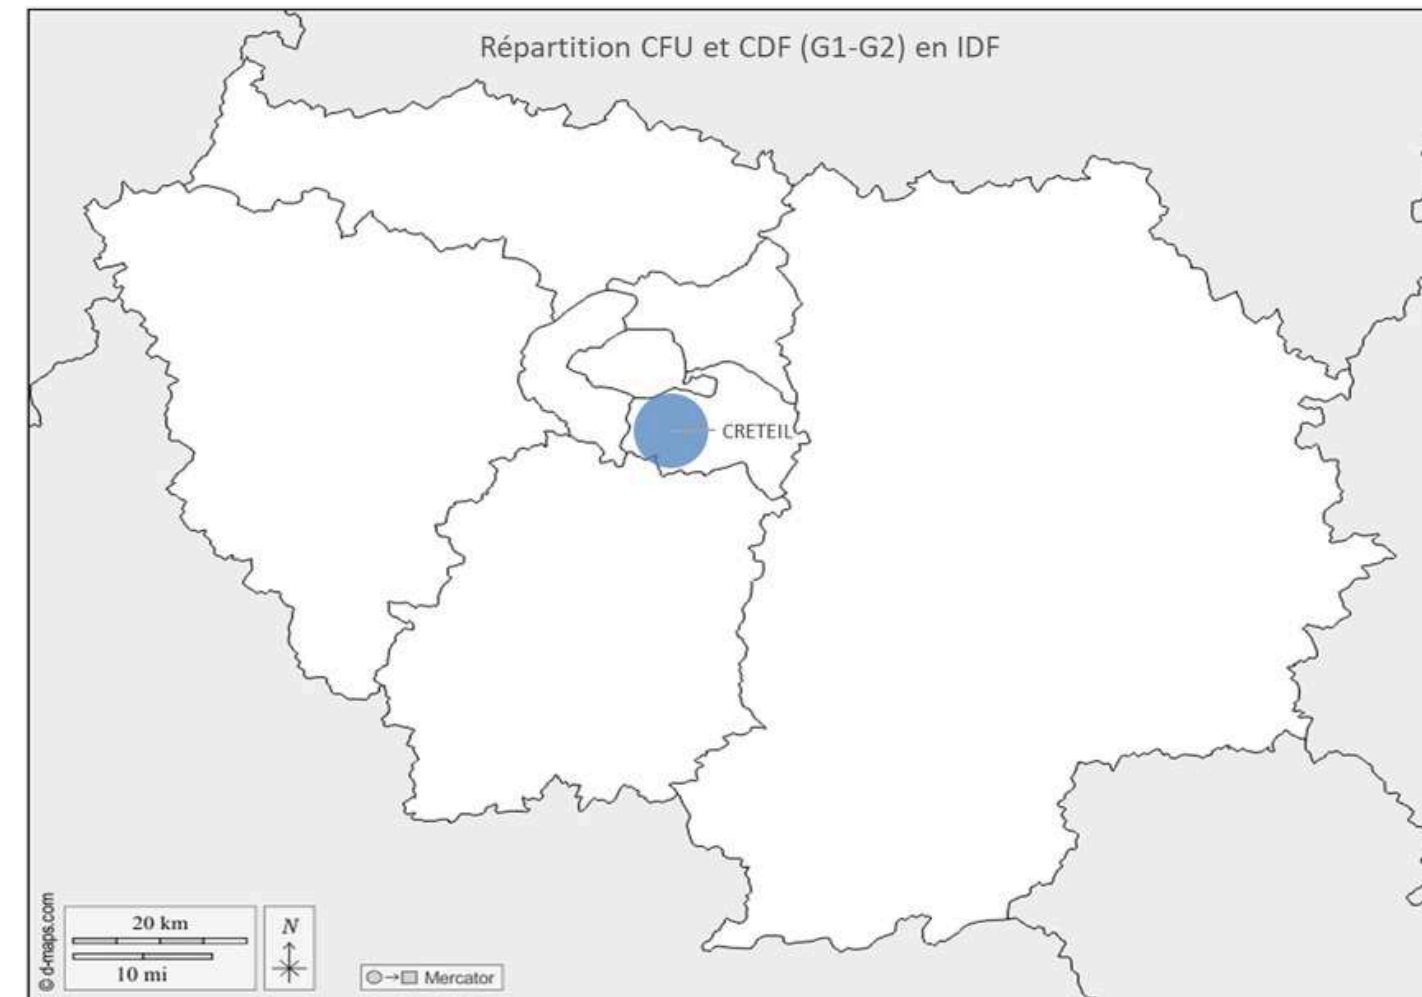 Répartition CFU et CDF (G1-G2) en IDF
CRETEIL
20 km
10 mi
N
Mercator
© d-maps.com